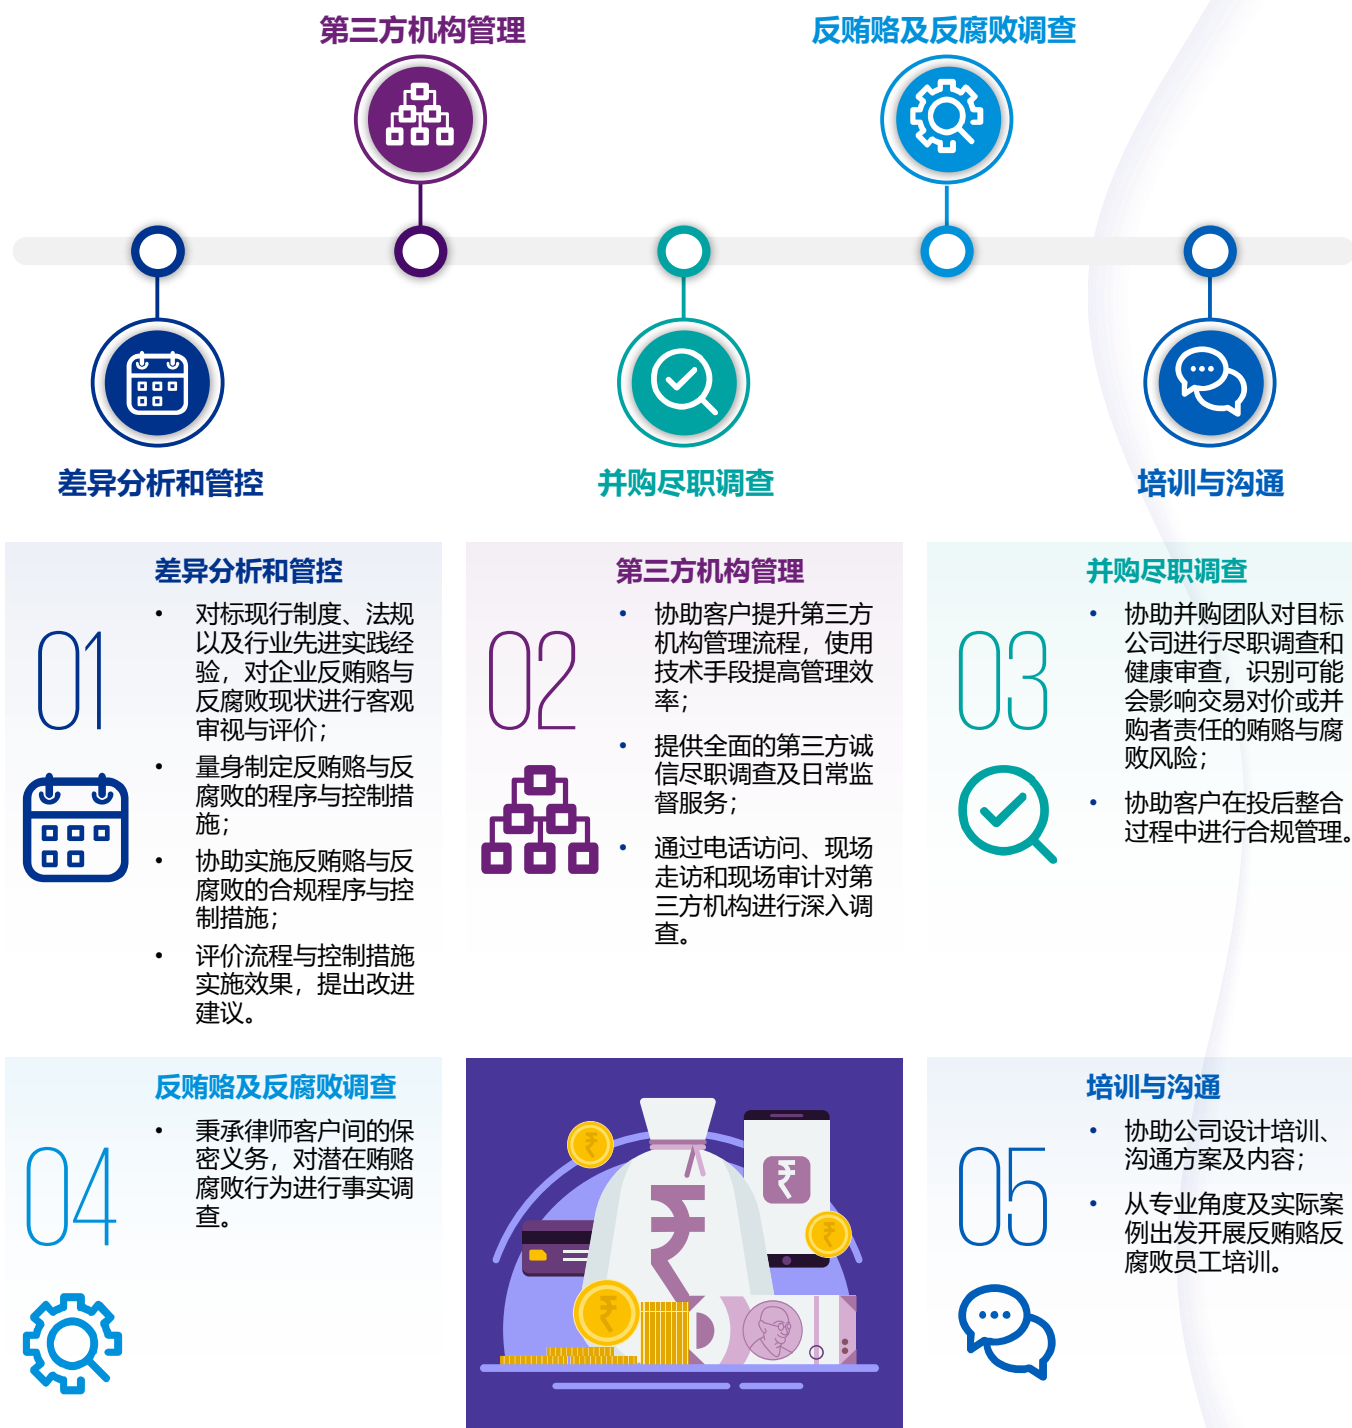 第三方机构管理
反贿赂及反腐败调查
差异分析和管控
并购尽职调查
培训与沟通
差异分析和管控
01
• 对标现行制度、法规
以及行业先进实践经
验，对企业反贿赂与
反腐败现状进行客观
审视与评价；
• 量身制定反贿赂与反
腐败的程序与控制措
施；
• 协助实施反贿赂与反
腐败的合规程序与控
制措施；
• 评价流程与控制措施
实施效果，提出改进
建议。
第三方机构管理
02
• 协助客户提升第三方
机构管理流程，使用
技术手段提高管理效
率；
• 提供全面的第三方诚
信尽职调查及日常监
督服务；
• 通过电话访问、现场
走访和现场审计对第
三方机构进行深入调
查。
并购尽职调查
03
• 协助并购团队对目标
公司进行尽职调查和
健康审查，识别可能
会影响交易对价或并
购者责任的贿赂与腐
败风险；
• 协助客户在投后整合
过程中进行合规管理。
反贿赂及反腐败调查
04
• 秉承律师客户间的保
密义务，对潜在贿赂
腐败行为进行事实调
查。
₹
₹
₹
₹
₹
培训与沟通
05
• 协助公司设计培训、
沟通方案及内容；
• 从专业角度及实际案
例出发开展反贿赂反
腐败员工培训。